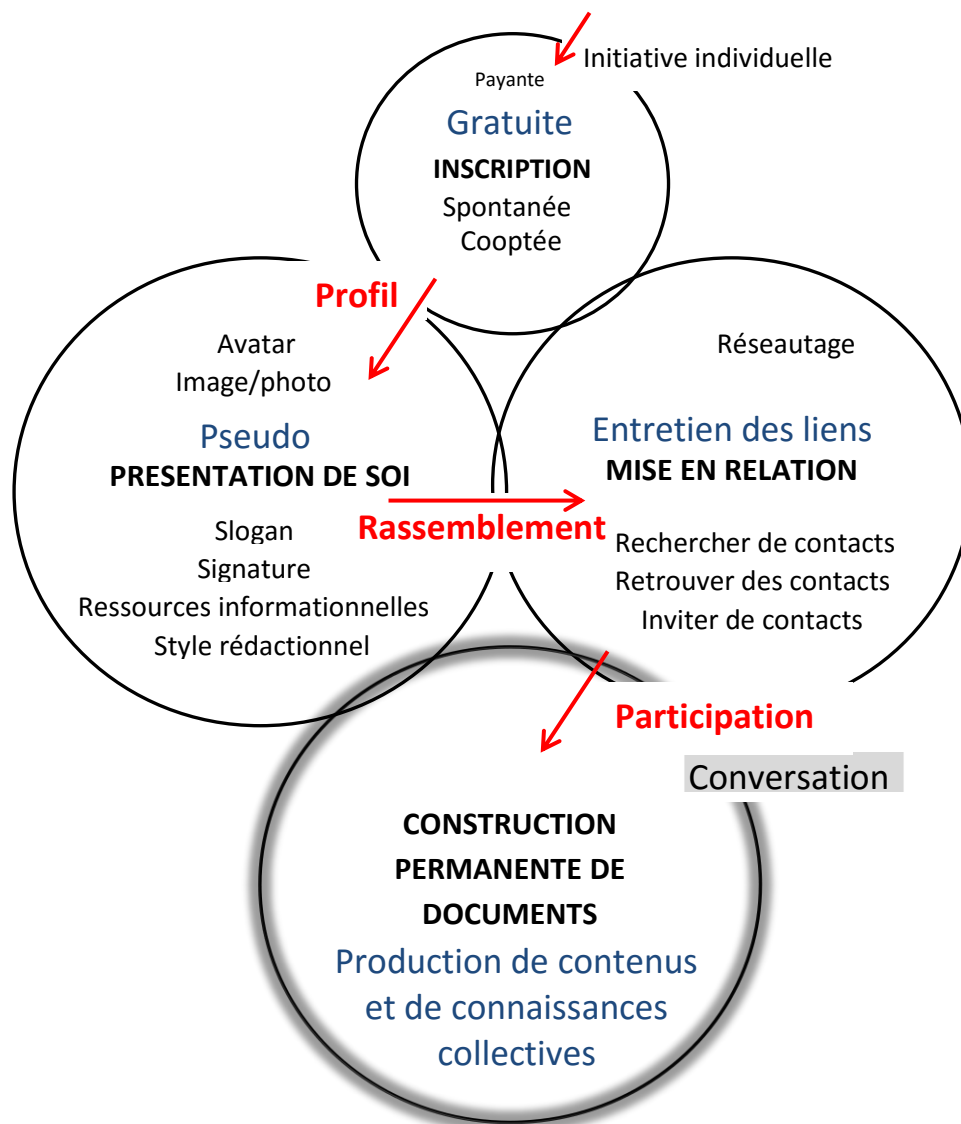 Initiative individuelle
Payante
Gratuite
INSCRIPTION
Spontanée
Cooptée
Profil
Avatar
Image/photo
Pseudo
PRESENTATION DE SOI
Slogan
Signature
Ressources informationnelles
Style rédactionnel
Rassemblement
Réseautage
Entretien des liens
MISE EN RELATION
Rechercher de contacts
Retrouver des contacts
Inviter de contacts
Participation
Conversation
CONSTRUCTION
PERMANENTE DE
DOCUMENTS
Production de contenus
et de connaissances
collectives